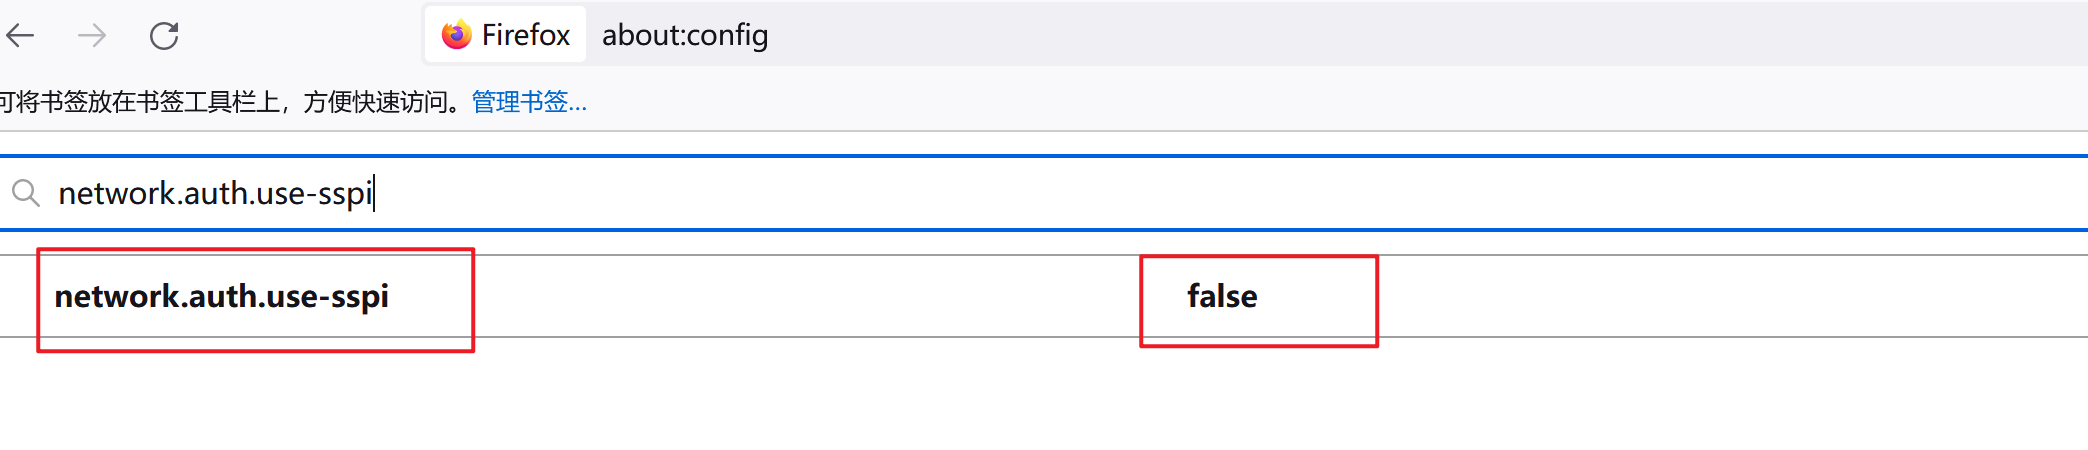 Firefox about:config
可将书签放在书签工具栏上，方便快速访问。管理书签...
network.auth.use-sspi
network.auth.use-sspi false